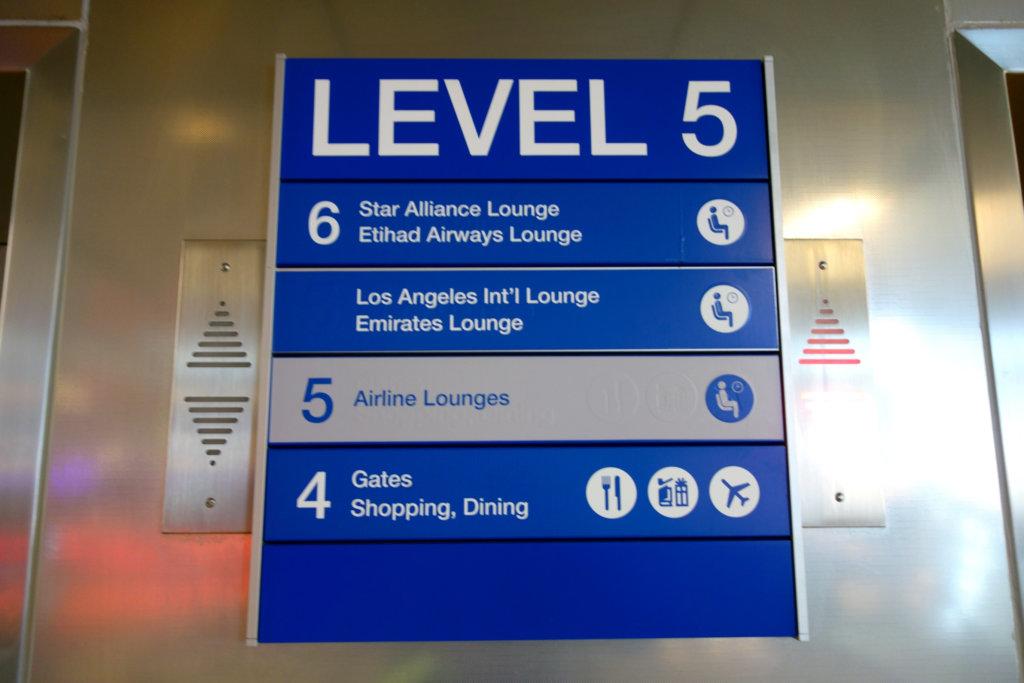 LEVEL 5
6 Star Alliance Lounge
Etihad Airways Lounge
Los Angeles Int'l Lounge
Emirates Lounge
5 Airline Lounges
4 Gates
Shopping, Dining